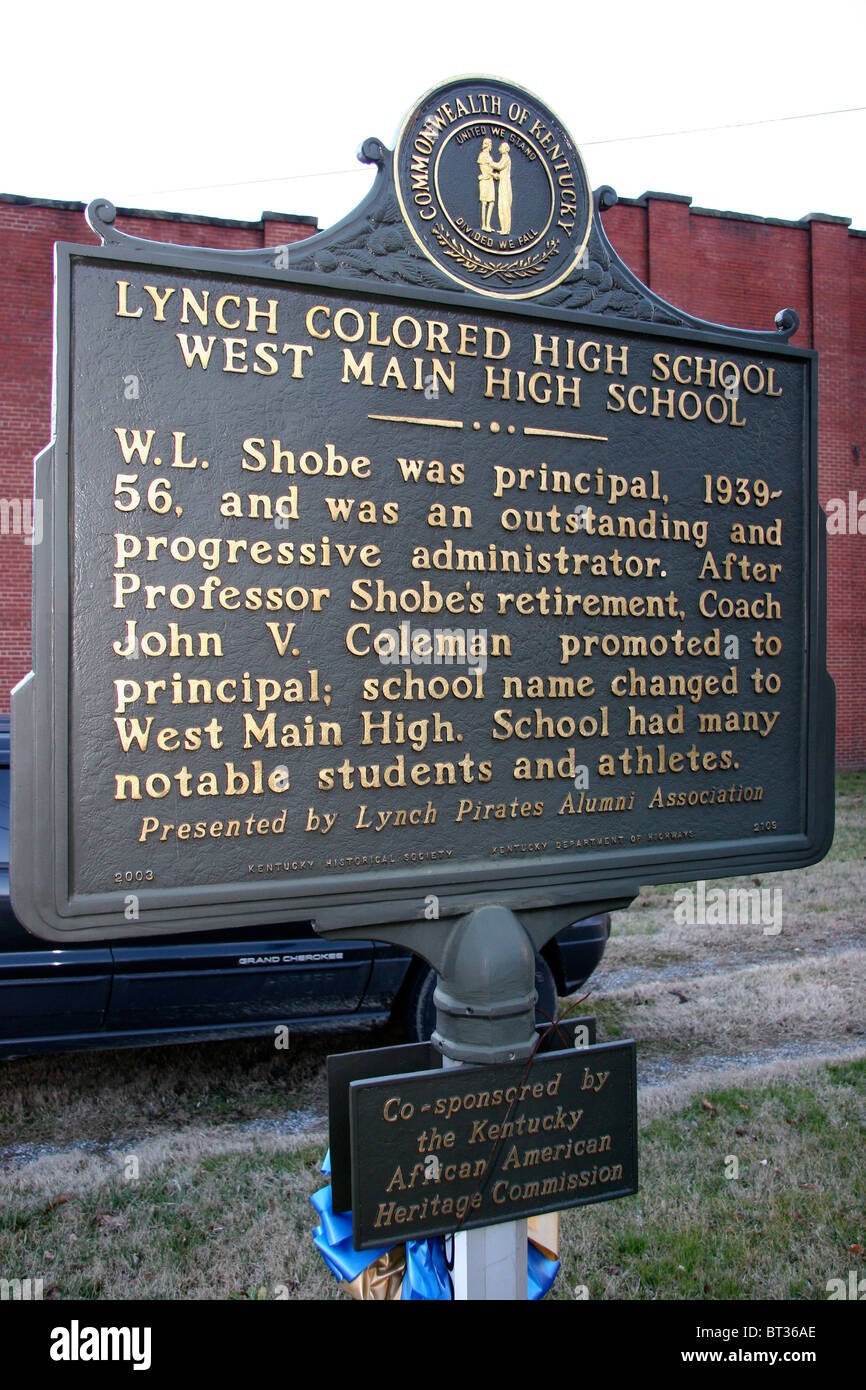 COMMONWEALTH OF KENTUCKY
UNITED WE STAND
DIVIDED WE FALL
LYNCH COLORED HIGH SCHOOL
WEST MAIN HIGH SCHOOL
W.L. Shobe was principal, 1939-
56, and was an outstanding and
progressive administrator. After
Professor Shobe's retirement, Coach
John V. Coleman promoted to
principal; school name changed to
West Main High. School had many
notable students and athletes.
Presented by Lynch Pirates Alumni Association
2003 KENTUCKY HISTORICAL SOCIETY KENTUCKY DEPARTMENT OF HIGHWAYS 2109
GRAND CHEROKEE
Co-sponsored by
the Kentucky
African American
Heritage Commission
alamy
Image ID: BT36AE
www.alamy.com